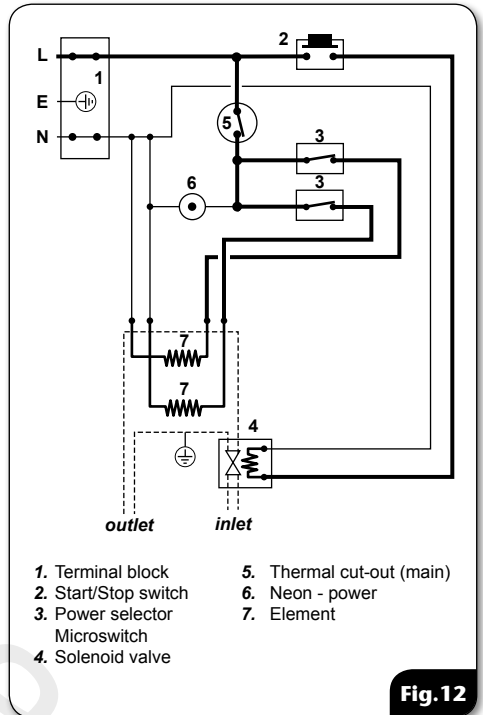 2
L
1
E
5
3
N
6
3
7
7
4
outlet
inlet
1. Terminal block
2. Start/Stop switch
3. Power selector
Microswitch
4. Solenoid valve
5. Thermal cut-out (main)
6. Neon - power
7. Element
Fig.12